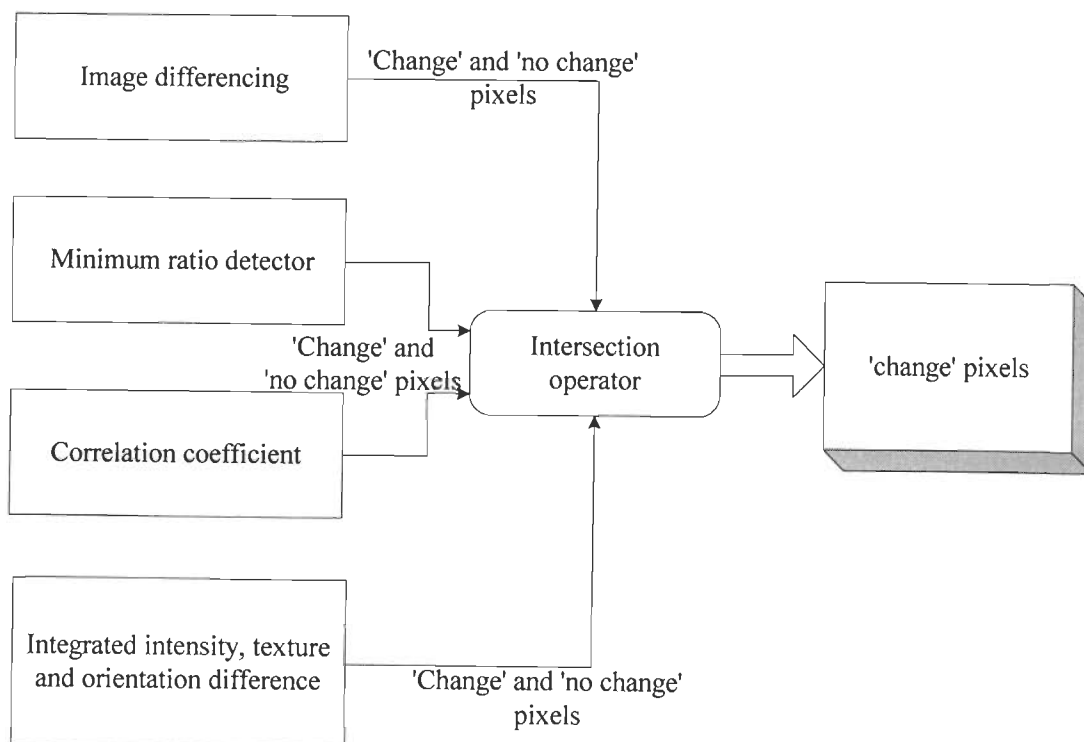 Image differencing
'Change' and 'no change'
pixels
Minimum ratio detector
'Change' and
'no change' pixels
Intersection
operator
'change' pixels
Correlation coefficient
Integrated intensity, texture
and orientation difference
'Change' and 'no change'
pixels